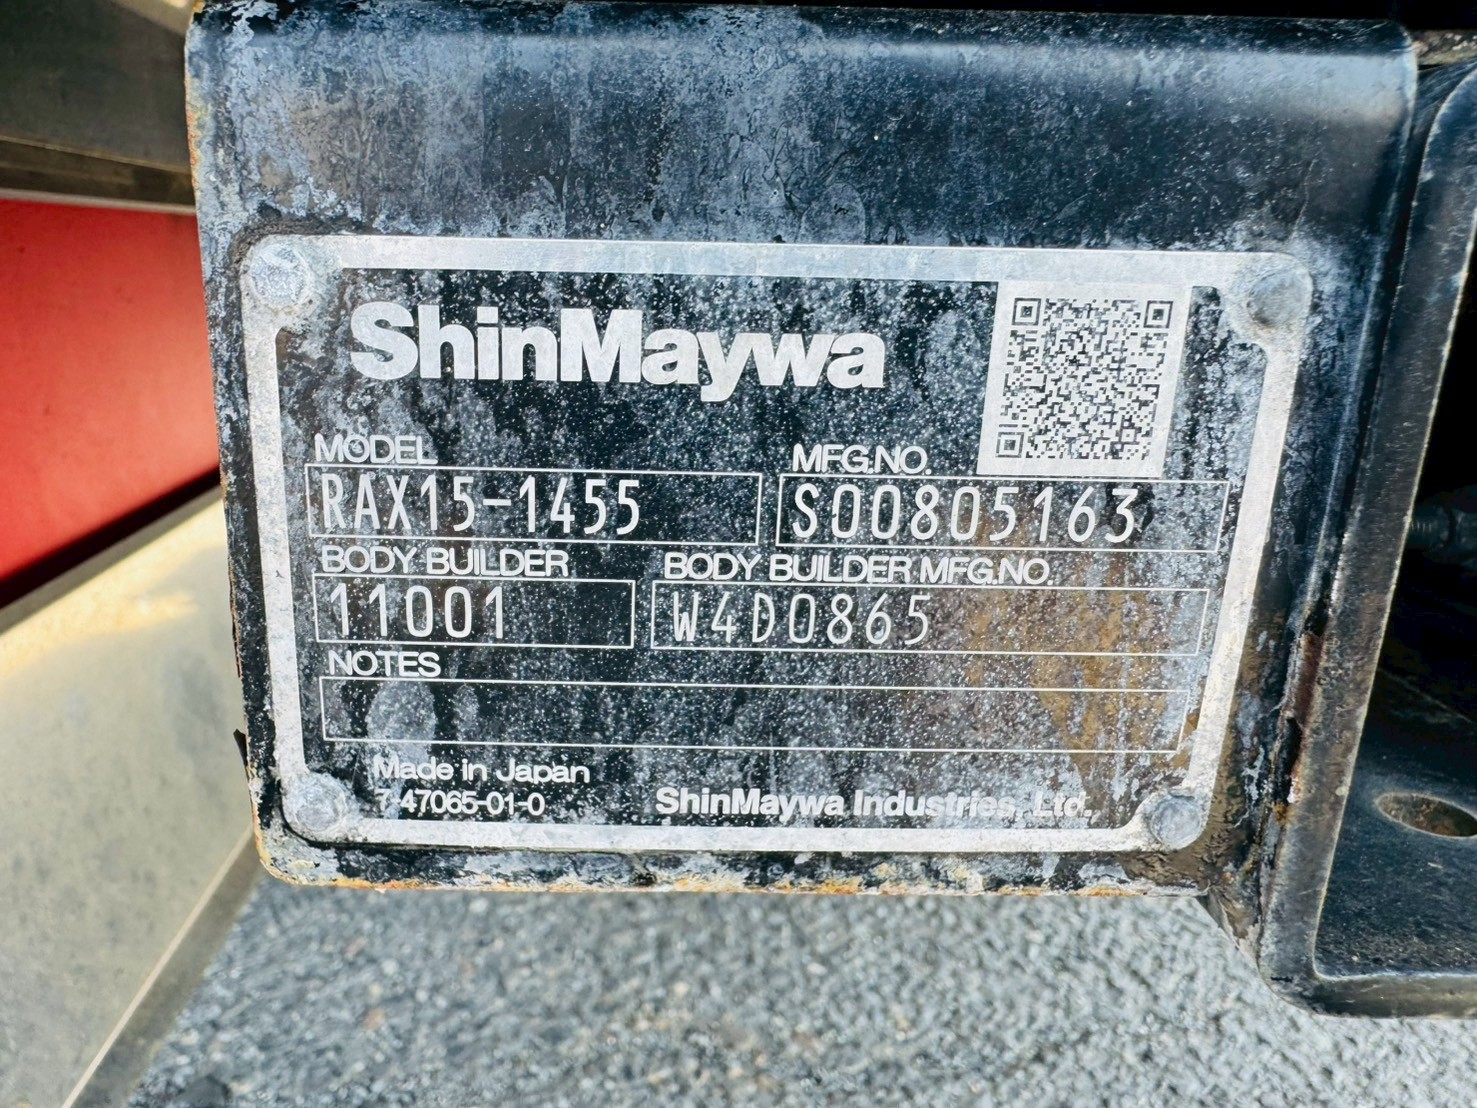 ShinMaywa
MODEL
MFG.NO.
RAX15-1455
S00805163
BODY BUILDER
BODY BUILDER MFG.NO.
11001
W4D0865
NOTES
Made in Japan
7-47065-01-0
ShinMaywa Industries, Ltd.